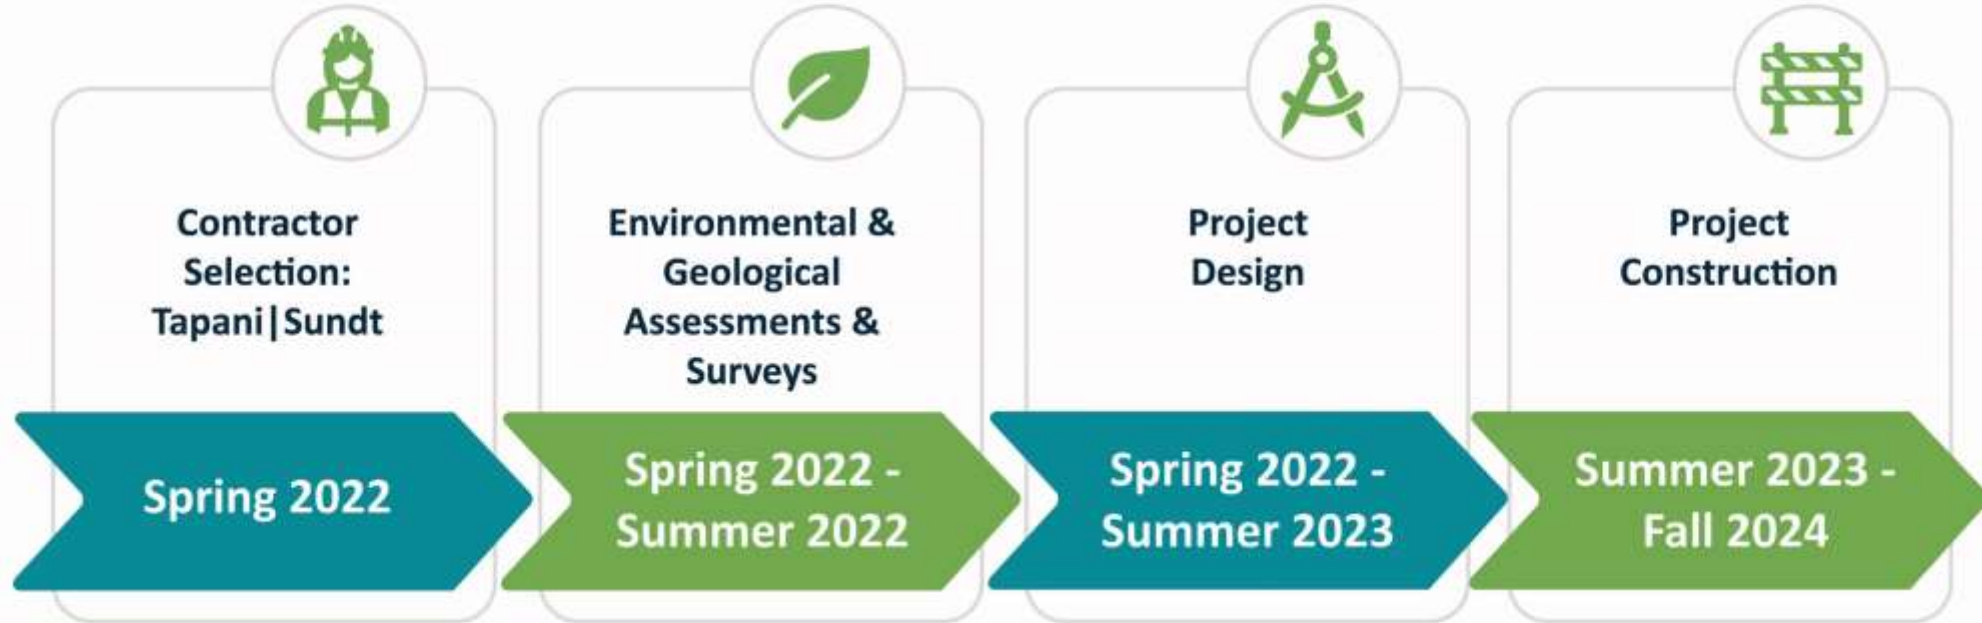 Contractor
Selection:
Tapani|Sundt
Spring 2022
Environmental &
Geological
Assessments &
Surveys
Spring 2022 -
Summer 2022
Project
Design
Spring 2022 -
Summer 2023
Project
Construction
Summer 2023 -
Fall 2024